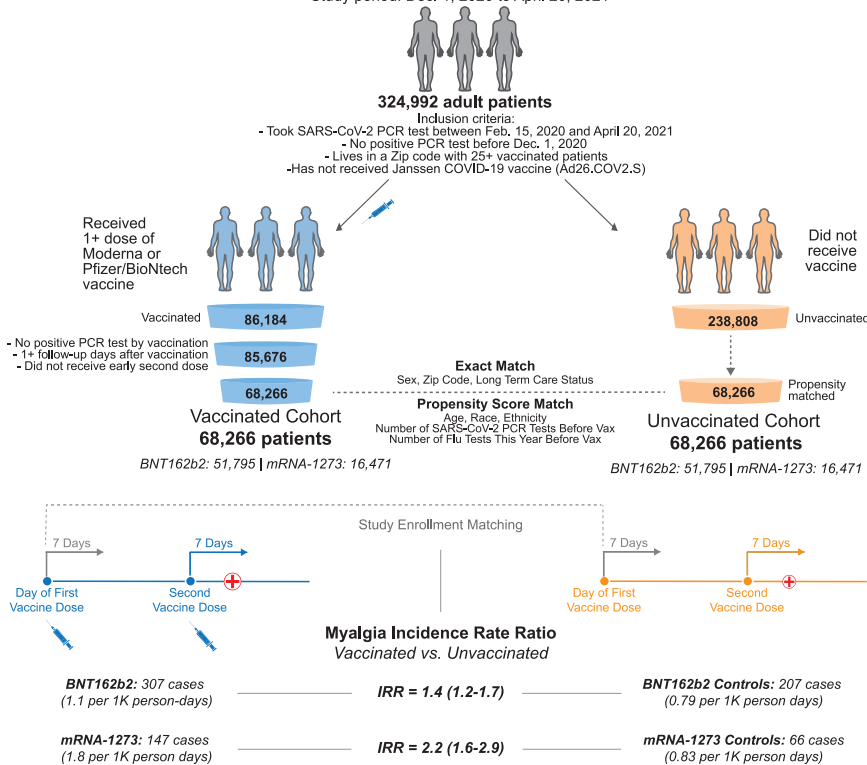 Study period: Dec. 1, 2020 to April 20, 2021
324,992 adult patients
Inclusion criteria:
- Took SARS-CoV-2 PCR test between Feb. 15, 2020 and April 20, 2021
- No positive PCR test before Dec. 1, 2020
- Lives in a Zip code with 25+ vaccinated patients
-Has not received Janssen COVID-19 vaccine (Ad26.COV2.S)
Received
1+ dose of
Moderna or
Pfizer/BioNtech
vaccine
Did not
receive
vaccine
Vaccinated
86,184
238,808
Unvaccinated
- No positive PCR test by vaccination
- 1+ follow-up days after vaccination
- Did not receive early second dose
85,676
68,266
Exact Match
Sex, Zip Code, Long Term Care Status
Propensity Score Match
Age, Race, Ethnicity
Number of SARS-CoV-2 PCR Tests Before Vax
Number of Flu Tests This Year Before Vax
68,266
Propensity
matched
Vaccinated Cohort
68,266 patients
BNT162b2: 51,795 | mRNA-1273: 16,471
Unvaccinated Cohort
68,266 patients
BNT162b2: 51,795 | mRNA-1273: 16,471
Study Enrollment Matching
7 Days
7 Days
7 Days
7 Days
Day of First
Vaccine Dose
Second
Vaccine Dose
Day of First
Vaccine Dose
Second
Vaccine Dose
Myalgia Incidence Rate Ratio
Vaccinated vs. Unvaccinated
BNT162b2: 307 cases
(1.1 per 1K person-days)
IRR = 1.4 (1.2-1.7)
BNT162b2 Controls: 207 cases
(0.79 per 1K person days)
mRNA-1273: 147 cases
(1.8 per 1K person days)
IRR = 2.2 (1.6-2.9)
mRNA-1273 Controls: 66 cases
(0.83 per 1K person days)